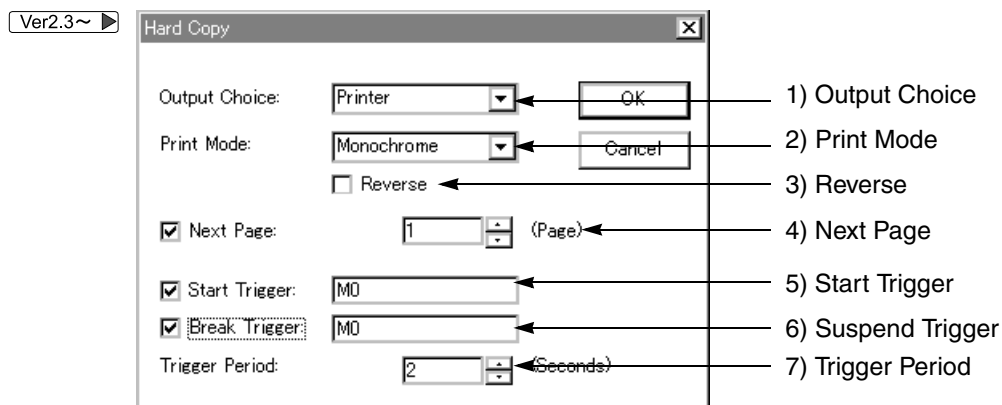 Ver2.3~
Hard Copy
Output Choice: Printer OK 1) Output Choice
Print Mode: Monochrome Cancel 2) Print Mode
Reverse 3) Reverse
Next Page: 1 (Page) 4) Next Page
Start Trigger: M0 5) Start Trigger
Break Trigger: M0 6) Suspend Trigger
Trigger Period: 2 (Seconds) 7) Trigger Period